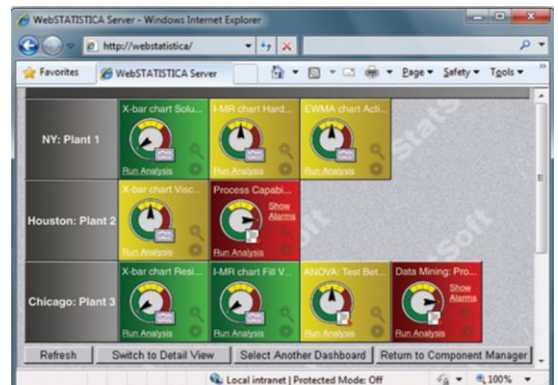 WebSTATISTICA Server - Windows Internet Explorer
http://webstatistica/
Favorites WebSTATISTICA Server Page Safety Tools
X-bar chart Solu... I-MR chart Hard... EWMA chart Acti...
NY: Plant 1
Run Analysis Run Analysis Run Analysis
X-bar chart Visc... Process Capabi...
Show
Alarms
Houston: Plant 2
Run Analysis Run Analysis
X-bar chart Resi... I-MR chart Fill V... ANOVA: Test Bet... Data Mining: Pro...
Show
Alarms
Chicago: Plant 3
Run Analysis Run Analysis Run Analysis Run Analysis
StatSoft
StatSoft
Refresh Switch to Detail View Select Another Dashboard Return to Component Manager
Local intranet | Protected Mode: Off 100%